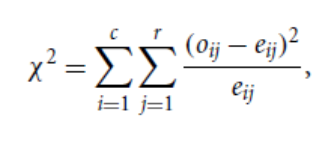 χ² = ∑_{i=1}^{c} ∑_{j=1}^{r} (o_{ij} − e_{ij})² / e_{ij},